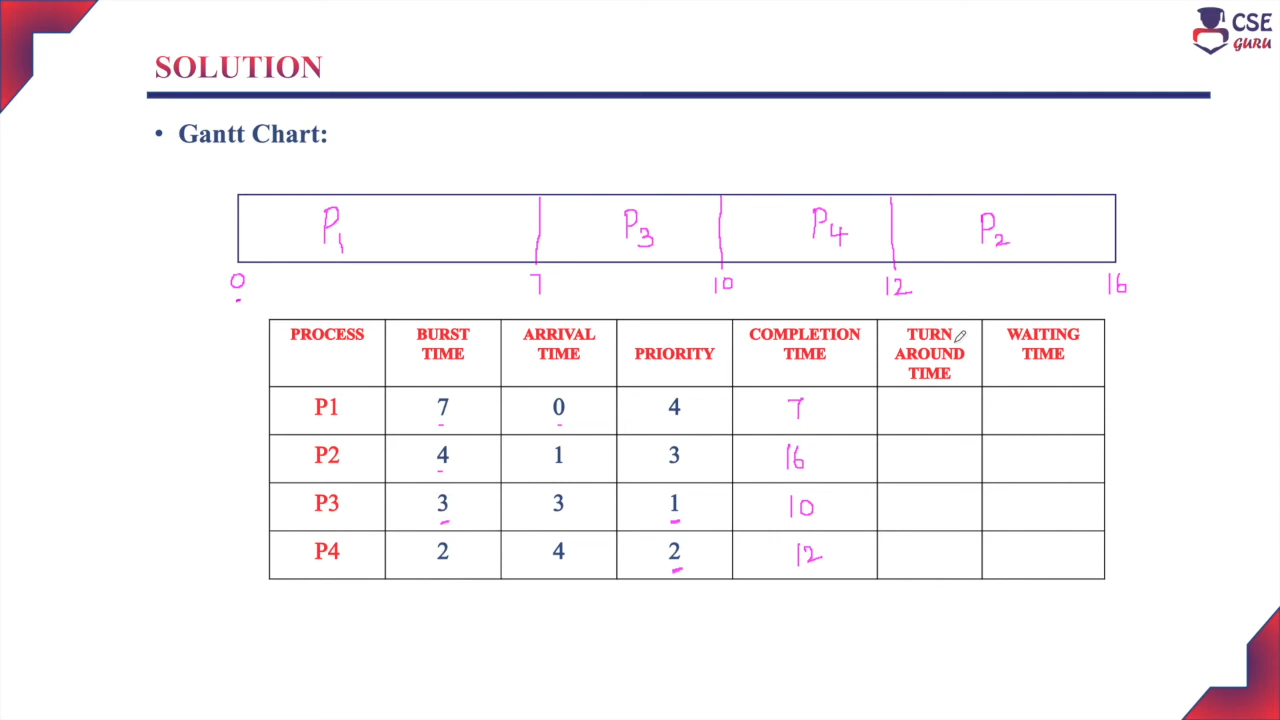 CSE
GURU
SOLUTION
• Gantt Chart:
P1 P3 P4 P2
0 7 10 12 16
PROCESS BURST TIME ARRIVAL TIME PRIORITY COMPLETION TIME TURN AROUND TIME WAITING TIME
P1 7 0 4 7
P2 4 1 3 16
P3 3 3 1 10
P4 2 4 2 12